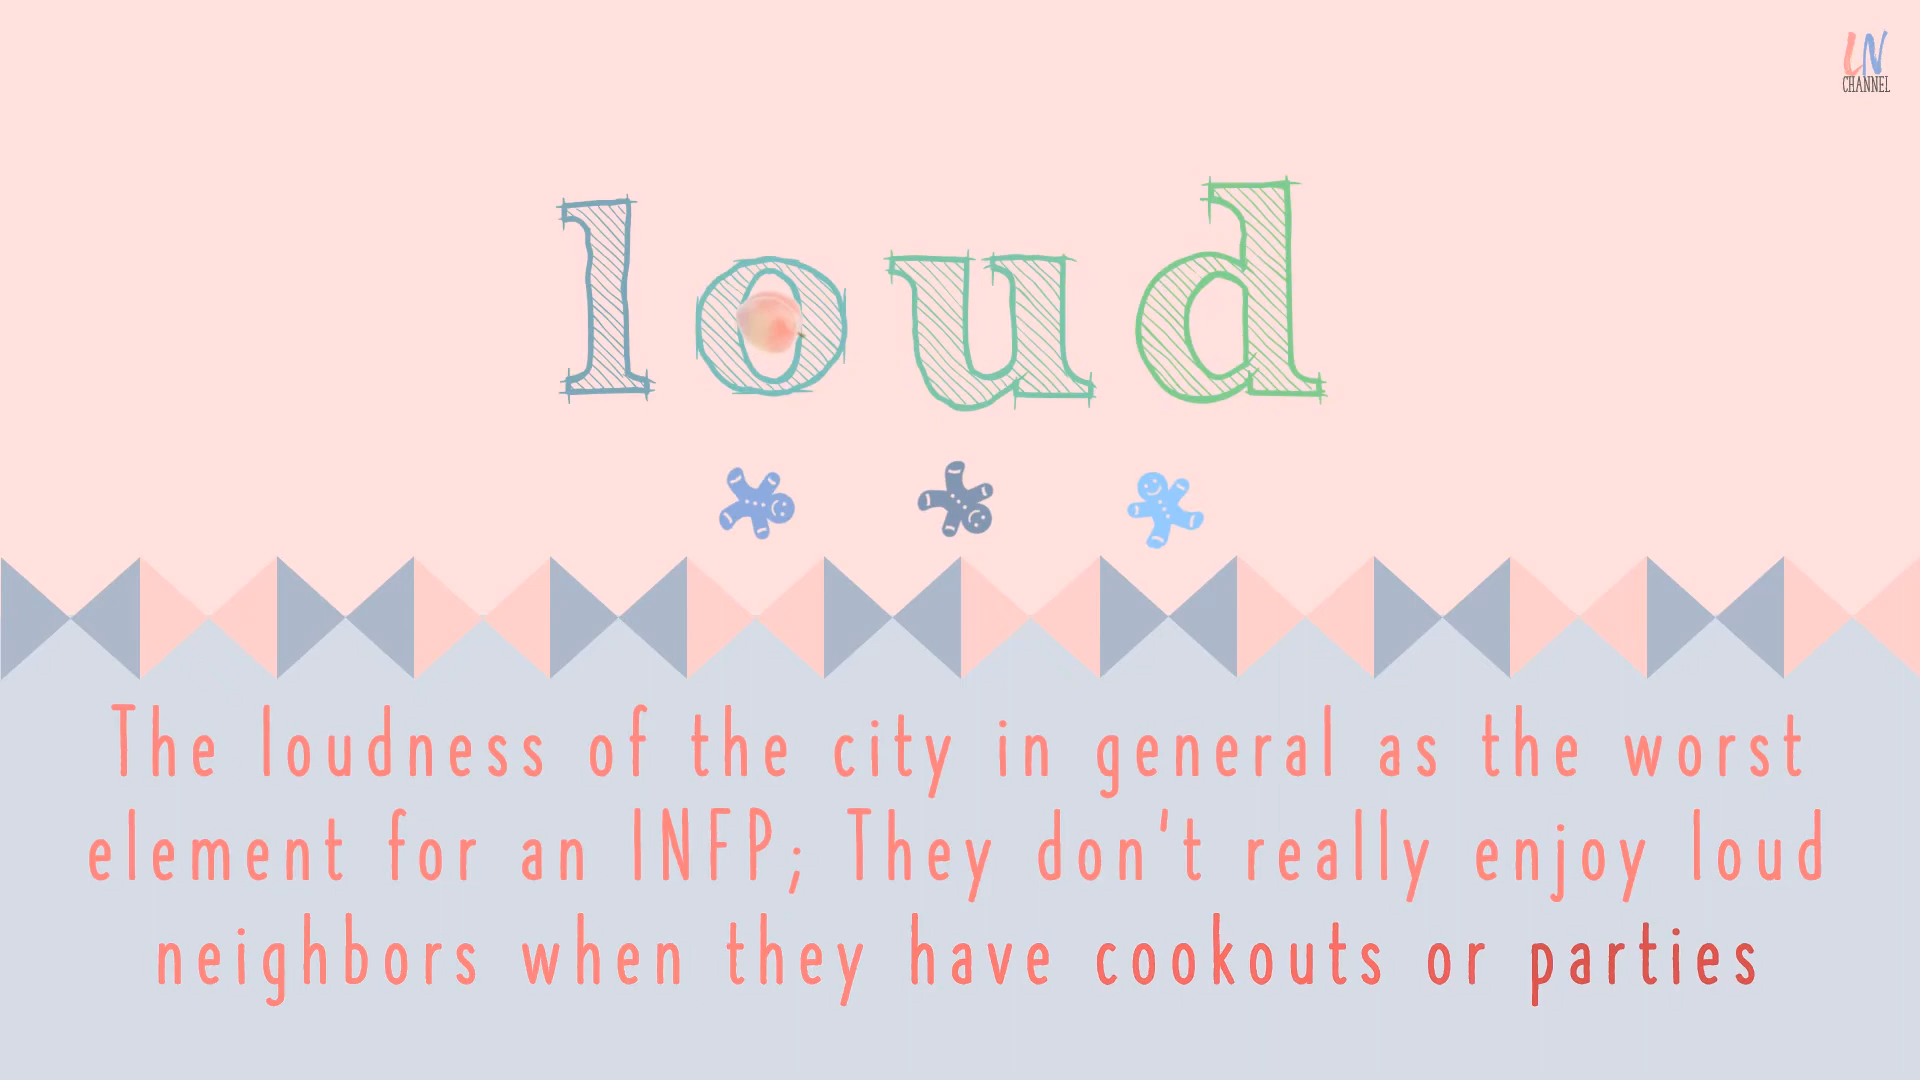 LN
CHANNEL
loud
The loudness of the city in general as the worst
element for an INFP; They don't really enjoy loud
neighbors when they have cookouts or parties